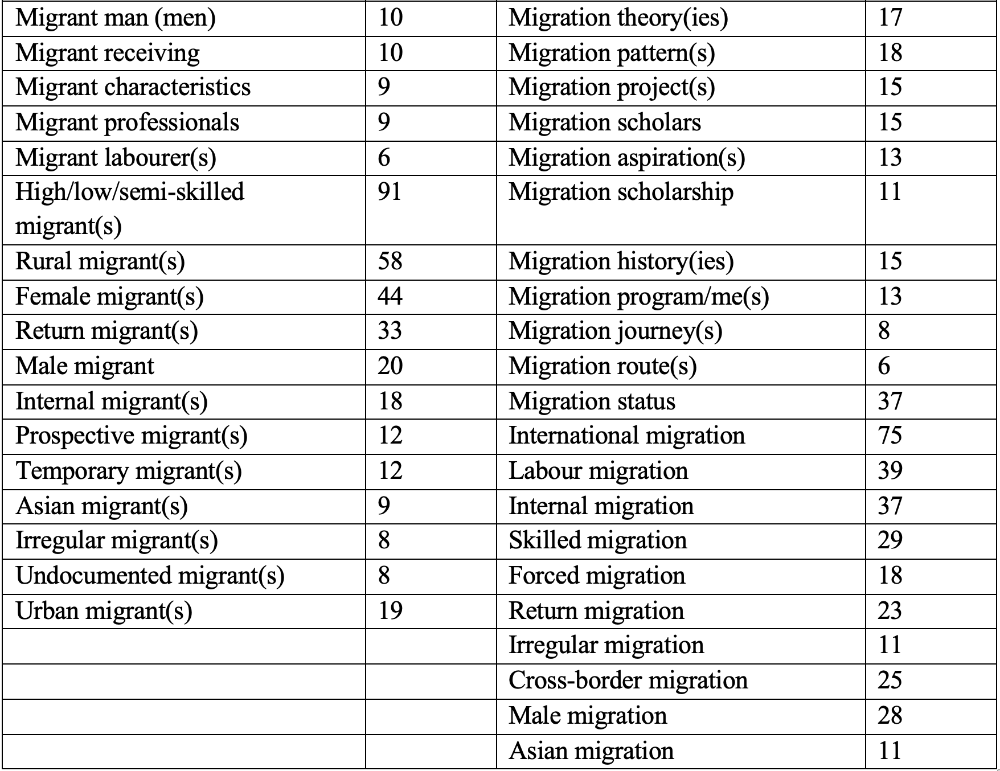 Migrant man (men) 10 Migration theory(ies) 17
Migrant receiving 10 Migration pattern(s) 18
Migrant characteristics 9 Migration project(s) 15
Migrant professionals 9 Migration scholars 15
Migrant labourer(s) 6 Migration aspiration(s) 13
High/low/semi-skilled 91 Migration scholarship 11
migrant(s)
Rural migrant(s) 58 Migration history(ies) 15
Female migrant(s) 44 Migration program/me(s) 13
Return migrant(s) 33 Migration journey(s) 8
Male migrant 20 Migration route(s) 6
Internal migrant(s) 18 Migration status 37
Prospective migrant(s) 12 International migration 75
Temporary migrant(s) 12 Labour migration 39
Asian migrant(s) 9 Internal migration 37
Irregular migrant(s) 8 Skilled migration 29
Undocumented migrant(s) 8 Forced migration 18
Urban migrant(s) 19 Return migration 23
Irregular migration 11
Cross-border migration 25
Male migration 28
Asian migration 11